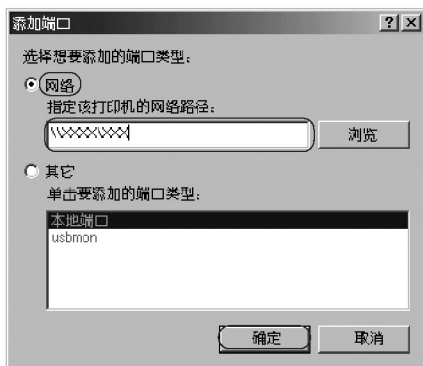 添加端口
选择想要添加的端口类型:
网络
指定该打印机的网络路径:
\\XXXX\XXX
浏览
其它
单击要添加的端口类型:
本地端口
usbmon
确定
取消